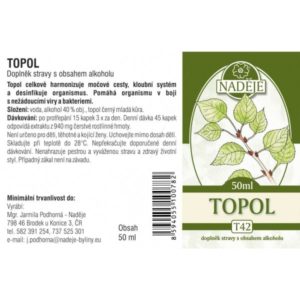 TOPOL
Doplněk stravy s obsahem alkoholu
Topol celkově harmonizuje močové cesty, kloubní systém
a desinfikuje organismus. Pomáhá organismu v boji
s nežádoucími viry a bakteriemi.
Složení: voda, alkohol 40% obj., topol černý mladá kůra.
Dávkování: po protřepání 15 kapek 3 x za den. Denní dávka 45 kapek
odpovídá extraktu z 940 mg čerstvé rostlinné hmoty.
Není určeno pro děti, těhotné a kojící ženy. Uchovejte mimo dosah dětí.
Skladujte při teplotě do 28°C. Nepřekračujte doporučené denní
dávkování. Nenahrazuje pestrou a vyváženou stravu a zdravý životní
styl. Případný zákal není na závadu.
Minimální trvanlivost do:
Vyrábí:
Mgr. Jarmila Podhorná - Naděje
798 46 Brodek u Konice 3, ČR
tel. 582 391 254, 737 525 301
e. podhorna@nadeje-byliny.eu
Obsah
50 ml
8594055100782
NADĚJE
50ml
TOPOL
T42
doplněk stravy s obsahem alkoholu